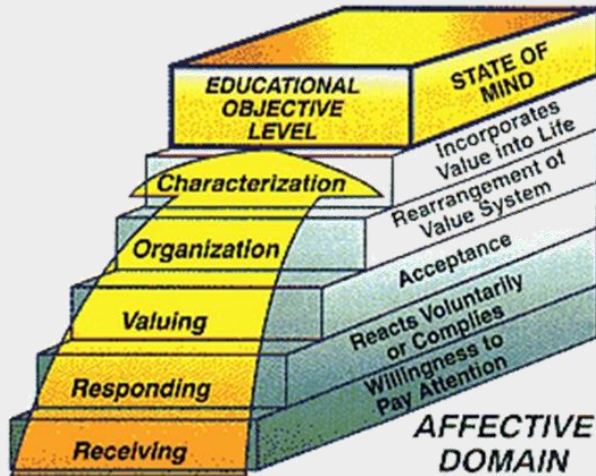 EDUCATIONAL
OBJECTIVE
LEVEL
STATE OF
MIND
Characterization
Incorporates
Value into Life
Organization
Rearrangement of
Value System
Valuing
Acceptance
Responding
Reacts Voluntarily
or Complies
Receiving
Willingness to
Pay Attention
AFFECTIVE
DOMAIN